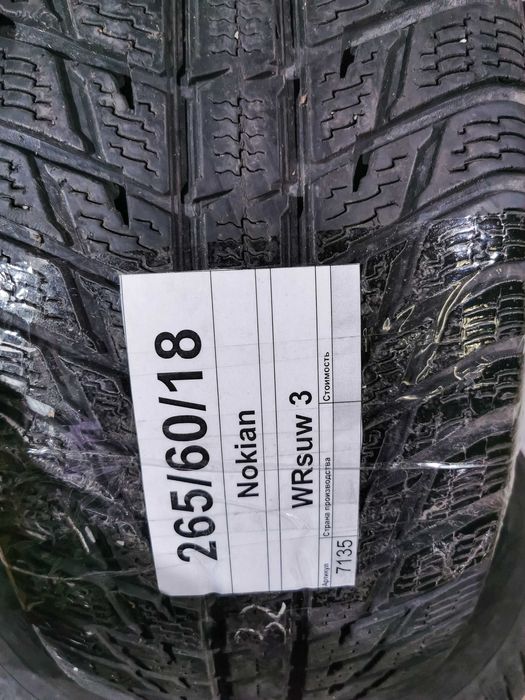 265/60/18
Nokian
WRsuw 3
Артикул Страна производства Стоимость
7135